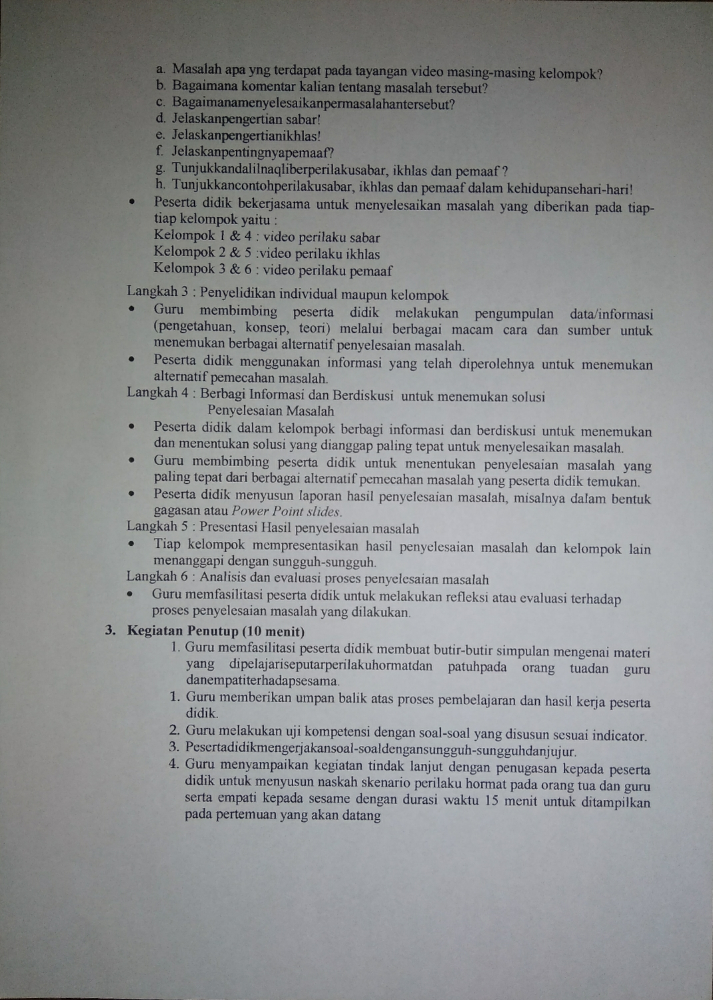 a. Masalah apa yng terdapat pada tayangan video masing-masing kelompok?
b. Bagaimana komentar kalian tentang masalah tersebut?
c. Bagaimanamenyelesaikanpermasalahantersebut?
d. Jelaskanpengertian sabar!
e. Jelaskanpengertianikhlas!
f. Jelaskanpentingnyapemaaf?
g. Tunjukkandalilnaqliberperilakusabar, ikhlas dan pemaaf ?
h. Tunjukkancontohperilakusabar, ikhlas dan pemaaf dalam kehidupansehari-hari!
• Peserta didik bekerjasama untuk menyelesaikan masalah yang diberikan pada tiap-
tiap kelompok yaitu :
Kelompok 1 & 4 : video perilaku sabar
Kelompok 2 & 5 :video perilaku ikhlas
Kelompok 3 & 6 : video perilaku pemaaf
Langkah 3 : Penyelidikan individual maupun kelompok
• Guru membimbing peserta didik melakukan pengumpulan data/informasi
(pengetahuan, konsep, teori) melalui berbagai macam cara dan sumber untuk
menemukan berbagai alternatif penyelesaian masalah.
• Peserta didik menggunakan informasi yang telah diperolehnya untuk menemukan
alternatif pemecahan masalah.
Langkah 4 : Berbagi Informasi dan Berdiskusi untuk menemukan solusi
Penyelesaian Masalah
• Peserta didik dalam kelompok berbagi informasi dan berdiskusi untuk menemukan
dan menentukan solusi yang dianggap paling tepat untuk menyelesaikan masalah.
• Guru membimbing peserta didik untuk menentukan penyelesaian masalah yang
paling tepat dari berbagai alternatif pemecahan masalah yang peserta didik temukan.
• Peserta didik menyusun laporan hasil penyelesaian masalah, misalnya dalam bentuk
gagasan atau Power Point slides.
Langkah 5 : Presentasi Hasil penyelesaian masalah
• Tiap kelompok mempresentasikan hasil penyelesaian masalah dan kelompok lain
menanggapi dengan sungguh-sungguh.
Langkah 6 : Analisis dan evaluasi proses penyelesaian masalah
• Guru memfasilitasi peserta didik untuk melakukan refleksi atau evaluasi terhadap
proses penyelesaian masalah yang dilakukan.
3. Kegiatan Penutup (10 menit)
1. Guru memfasilitasi peserta didik membuat butir-butir simpulan mengenai materi
yang dipelajariseputarperilakuhormatdan patuhpada orang tuadan guru
danempatiterhadapsesama.
1. Guru memberikan umpan balik atas proses pembelajaran dan hasil kerja peserta
didik.
2. Guru melakukan uji kompetensi dengan soal-soal yang disusun sesuai indicator.
3. Pesertadidikmengerjakansoal-soaldengansungguh-sungguhdanjujur.
4. Guru menyampaikan kegiatan tindak lanjut dengan penugasan kepada peserta
didik untuk menyusun naskah skenario perilaku hormat pada orang tua dan guru
serta empati kepada sesame dengan durasi waktu 15 menit untuk ditampilkan
pada pertemuan yang akan datang